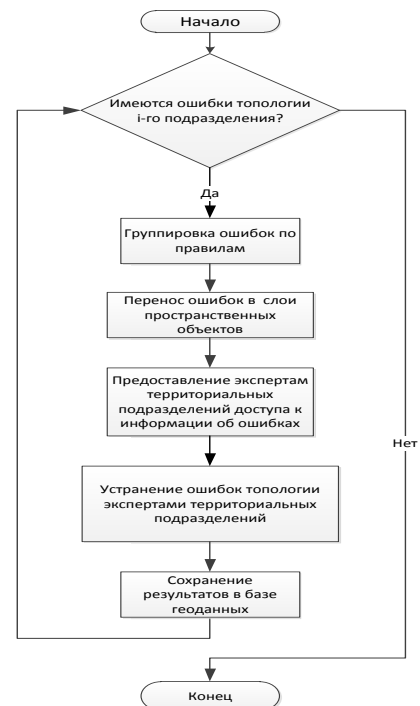 Начало
Имеются ошибки топологии
i-го подразделения?
Да
Группировка ошибок по
правилам
Перенос ошибок в слои
пространственных
объектов
Предоставление экспертам
территориальных
подразделений доступа к
информации об ошибках
Нет
Устранение ошибок топологии
экспертами территориальных
подразделений
Сохранение
результатов в базе
геоданных
Конец